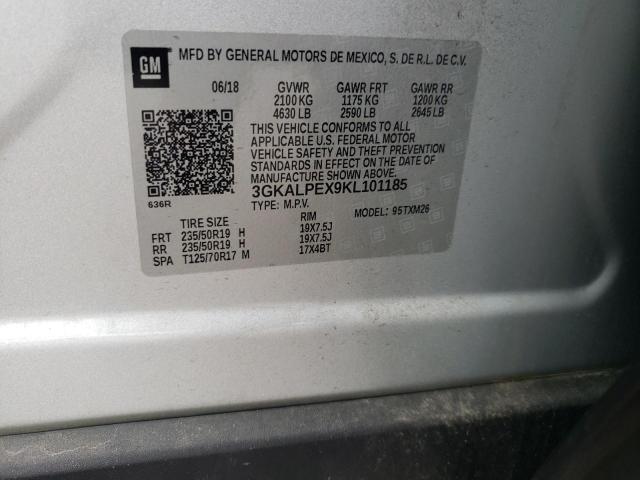 GM
MFD BY GENERAL MOTORS DE MEXICO, S. DE R.L. DE C.V.
06/18 GVWR GAWR FRT GAWR RR
2100 KG 1175 KG 1200 KG
4630 LB 2590 LB 2645 LB
THIS VEHICLE CONFORMS TO ALL
APPLICABLE U.S. FEDERAL MOTOR
VEHICLE SAFETY AND THEFT PREVENTION
STANDARDS IN EFFECT ON THE DATE OF
MANUFACTURE SHOWN ABOVE.
3GKALPEX9KL101185
636R TYPE: M.P.V. MODEL: 95TXM26
TIRE SIZE RIM
FRT 235/50R19 H 19X7.5J
RR 235/50R19 H 19X7.5J
SPA T125/70R17 M 17X4BT